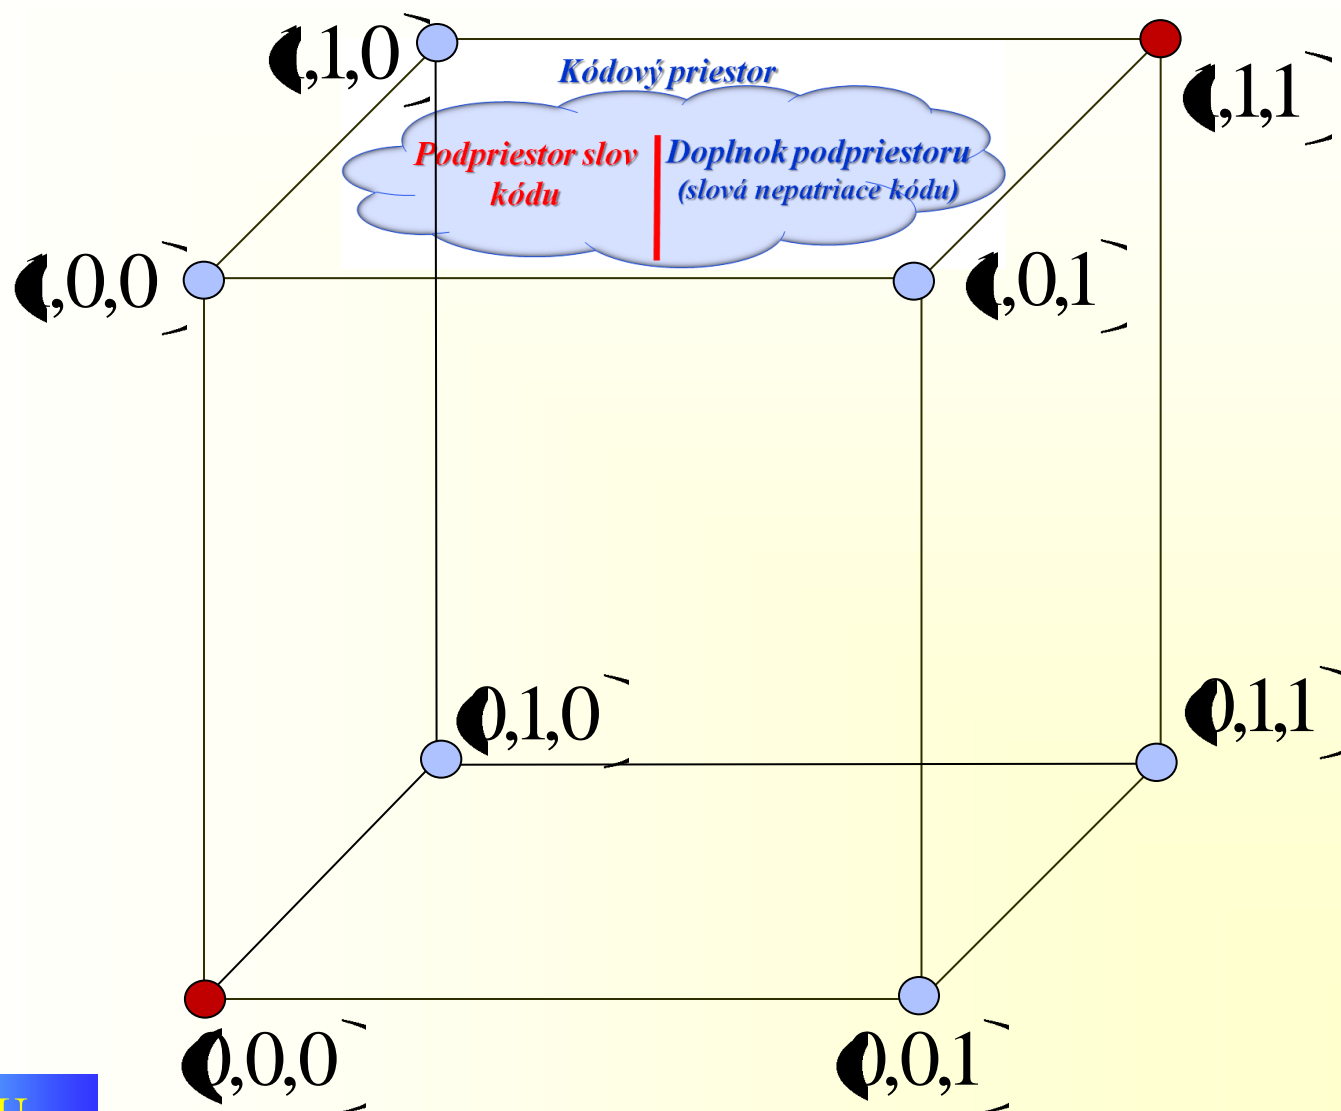 (1,1,0)
Kódový priestor
(1,1,1)
Podpriestor slov
kódu
Doplnok podpriestoru
(slová nepatriace kódu)
(1,0,0)
(1,0,1)
(0,1,0)
(0,1,1)
(0,0,0)
(0,0,1)